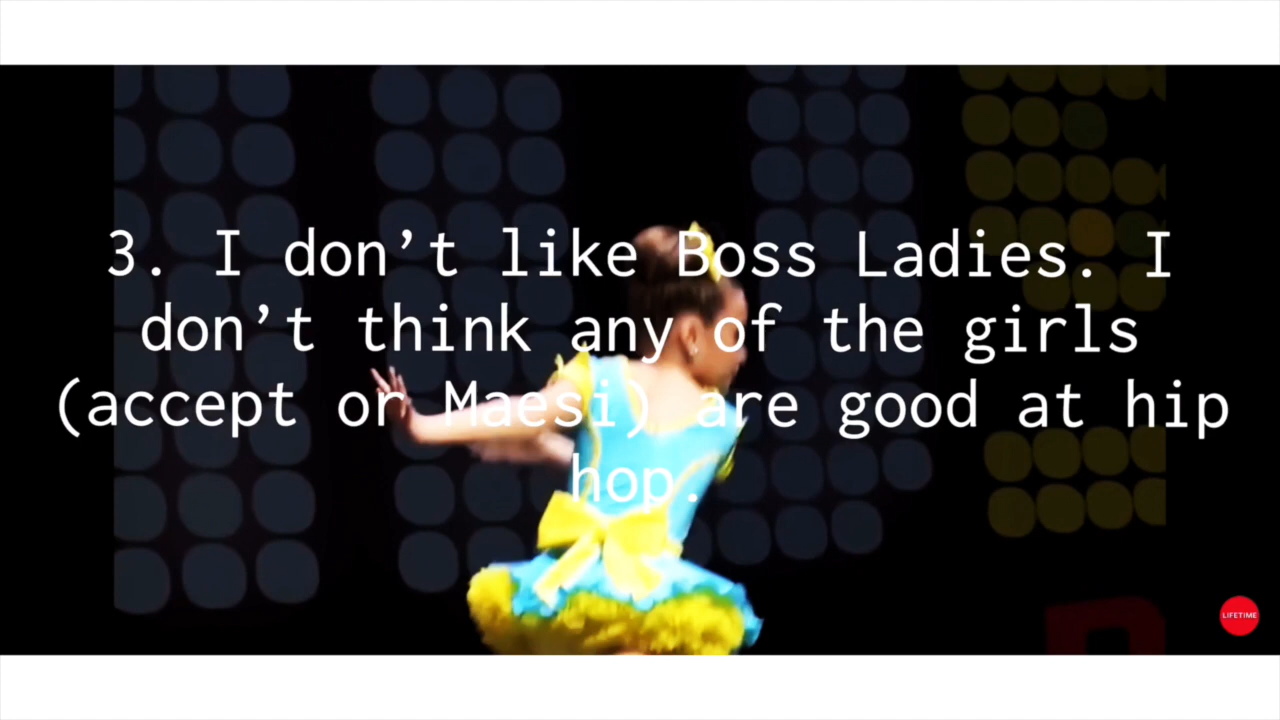 3. I don’t like Boss Ladies. I
don’t think any of the girls
(accept or Maesi) are good at hip
hop.
LIFETIME